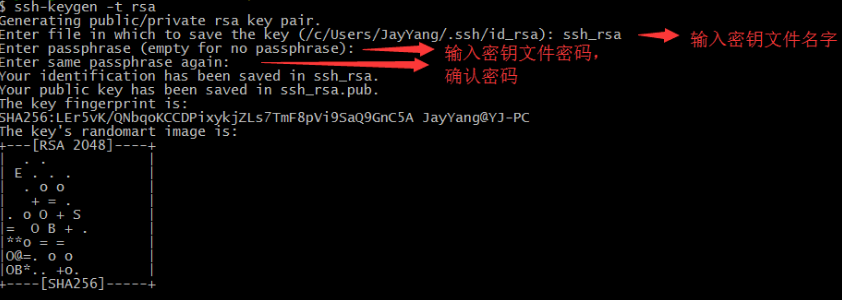 $ ssh-keygen -t rsa
Generating public/private rsa key pair.
Enter file in which to save the key (/c/Users/JayYang/.ssh/id_rsa): ssh_rsa
输入密钥文件名字
Enter passphrase (empty for no passphrase):
输入密钥文件密码，
Enter same passphrase again:
确认密码
Your identification has been saved in ssh_rsa.
Your public key has been saved in ssh_rsa.pub.
The key fingerprint is:
SHA256:LEr5vK/QNbqoKCCDPixykjZLs7TmF8pVi9SaQ9GnC5A JayYang@YJ-PC
The key's randomart image is:
+---[RSA 2048]----+
|  . .            |
| E . . .         |
|  . o o          |
|   + = .         |
|. o O + S        |
|=  O B + .       |
|**o = =          |
|O@=. o o         |
|OB*.. +o.        |
+----[SHA256]-----+